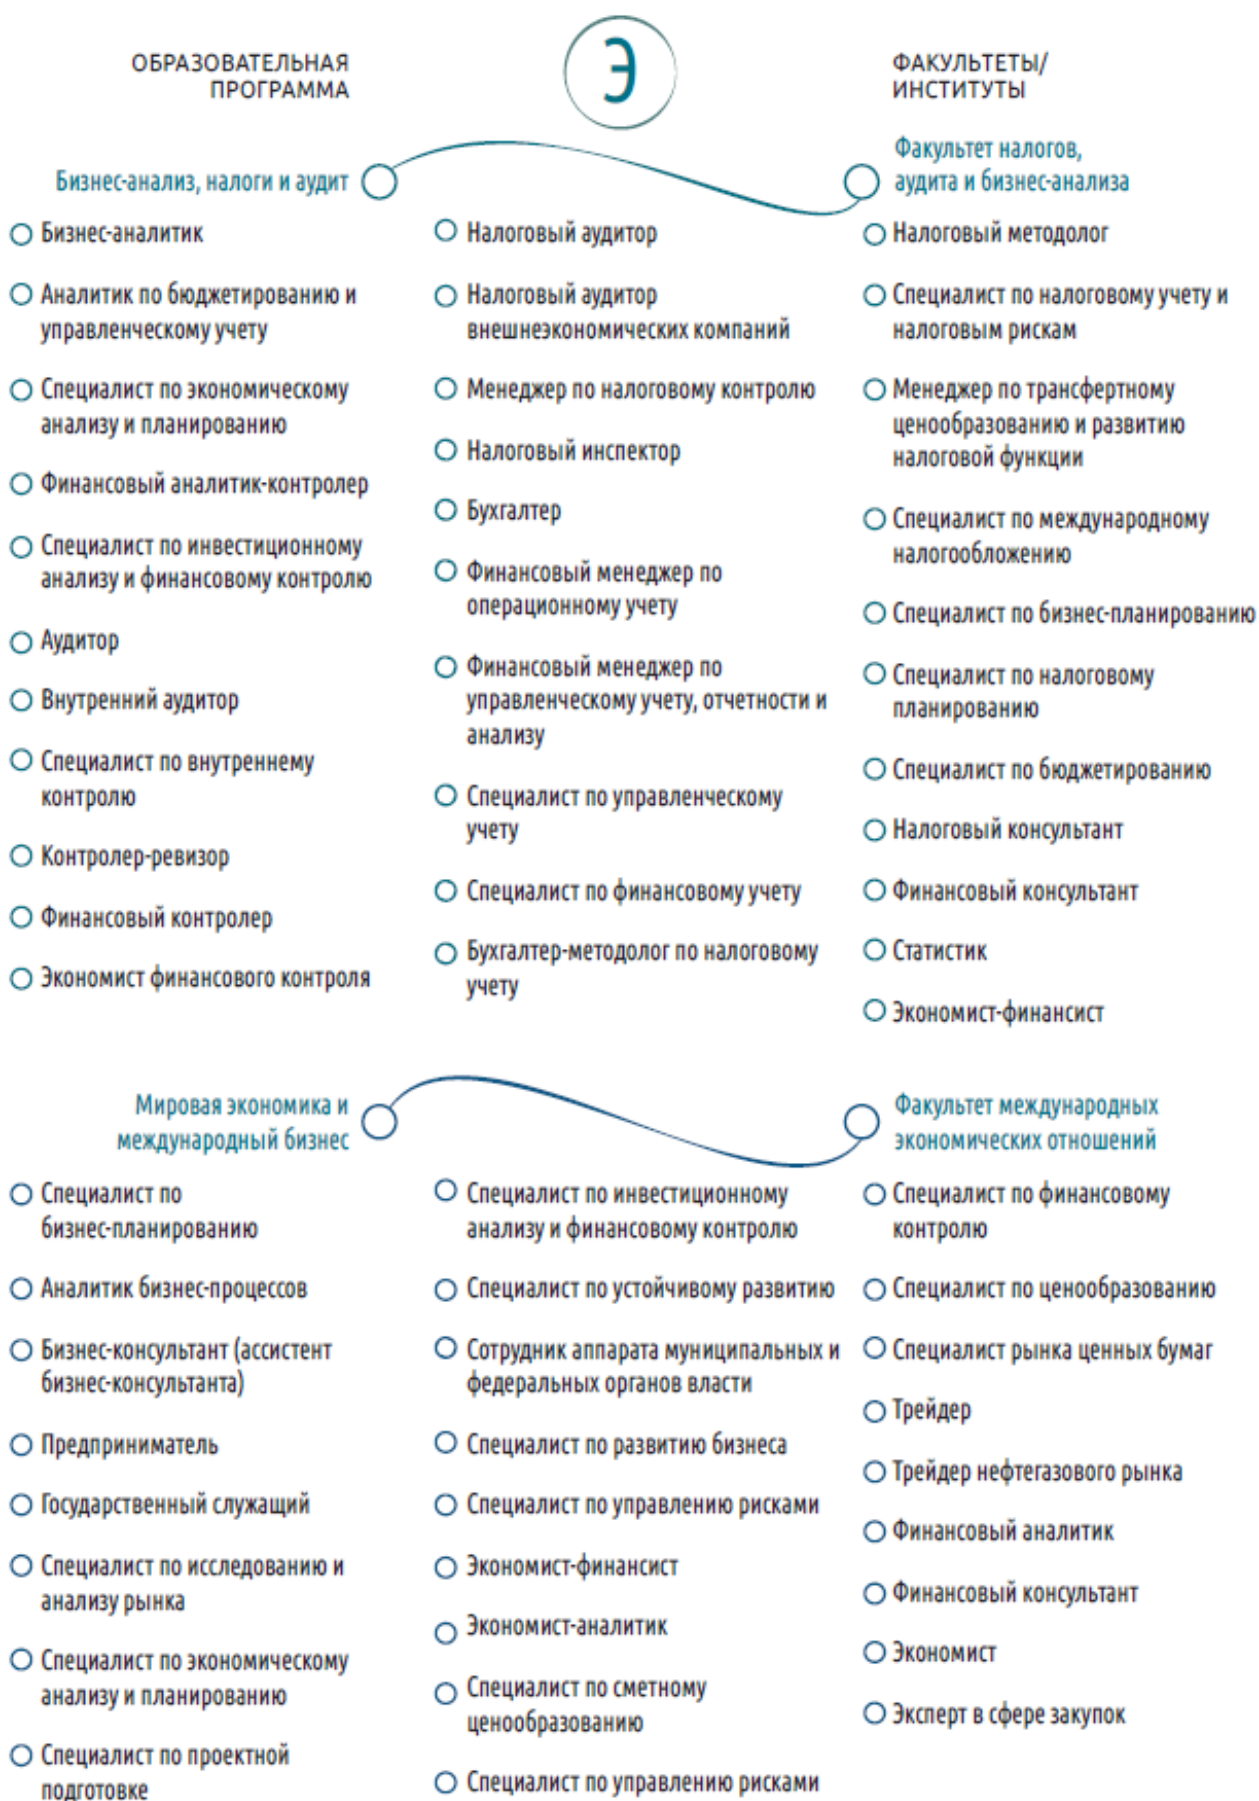 ОБРАЗОВАТЕЛЬНАЯ
ПРОГРАММА
Э
ФАКУЛЬТЕТЫ/
ИНСТИТУТЫ
Бизнес-анализ, налоги и аудит
Факультет налогов,
аудита и бизнес-анализа
Бизнес-аналитик
Аналитик по бюджетированию и
управленческому учету
Специалист по экономическому
анализу и планированию
Финансовый аналитик-контролер
Специалист по инвестиционному
анализу и финансовому контролю
Аудитор
Внутренний аудитор
Специалист по внутреннему
контролю
Контролер-ревизор
Финансовый контролер
Экономист финансового контроля
Налоговый аудитор
Налоговый аудитор
внешнеэкономических компаний
Менеджер по налоговому контролю
Налоговый инспектор
Бухгалтер
Финансовый менеджер по
операционному учету
Финансовый менеджер по
управленческому учету, отчетности и
анализу
Специалист по управленческому
учету
Специалист по финансовому учету
Бухгалтер-методолог по налоговому
учету
Налоговый методолог
Специалист по налоговому учету и
налоговым рискам
Менеджер по трансфертному
ценообразованию и развитию
налоговой функции
Специалист по международному
налогообложению
Специалист по бизнес-планированию
Специалист по налоговому
планированию
Специалист по бюджетированию
Налоговый консультант
Финансовый консультант
Статистик
Экономист-финансист
Мировая экономика и
международный бизнес
Факультет международных
экономических отношений
Специалист по
бизнес-планированию
Аналитик бизнес-процессов
Бизнес-консультант (ассистент
бизнес-консультанта)
Предприниматель
Государственный служащий
Специалист по исследованию и
анализу рынка
Специалист по экономическому
анализу и планированию
Специалист по проектной
подготовке
Специалист по инвестиционному
анализу и финансовому контролю
Специалист по устойчивому развитию
Сотрудник аппарата муниципальных и
федеральных органов власти
Специалист по развитию бизнеса
Специалист по управлению рисками
Экономист-финансист
Экономист-аналитик
Специалист по сметному
ценообразованию
Специалист по управлению рисками
Специалист по финансовому
контролю
Специалист по ценообразованию
Специалист рынка ценных бумаг
Трейдер
Трейдер нефтегазового рынка
Финансовый аналитик
Финансовый консультант
Экономист
Эксперт в сфере закупок